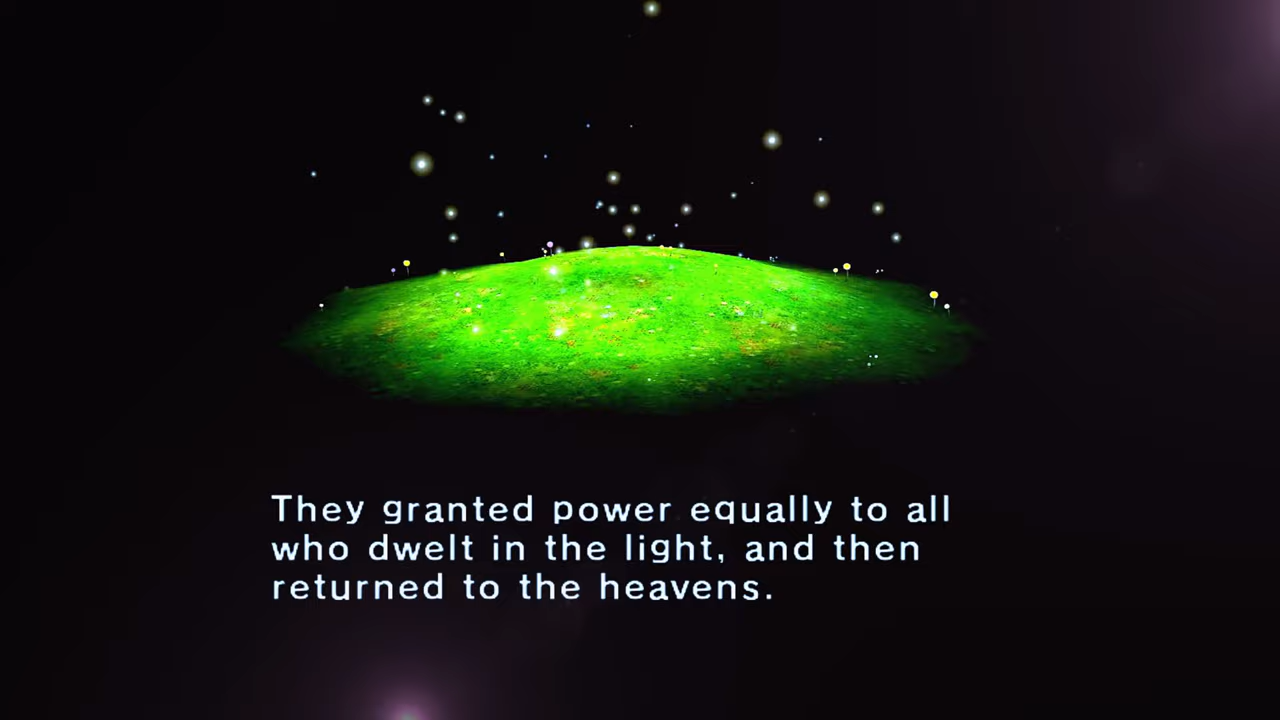 They granted power equally to all
who dwelt in the light, and then
returned to the heavens.